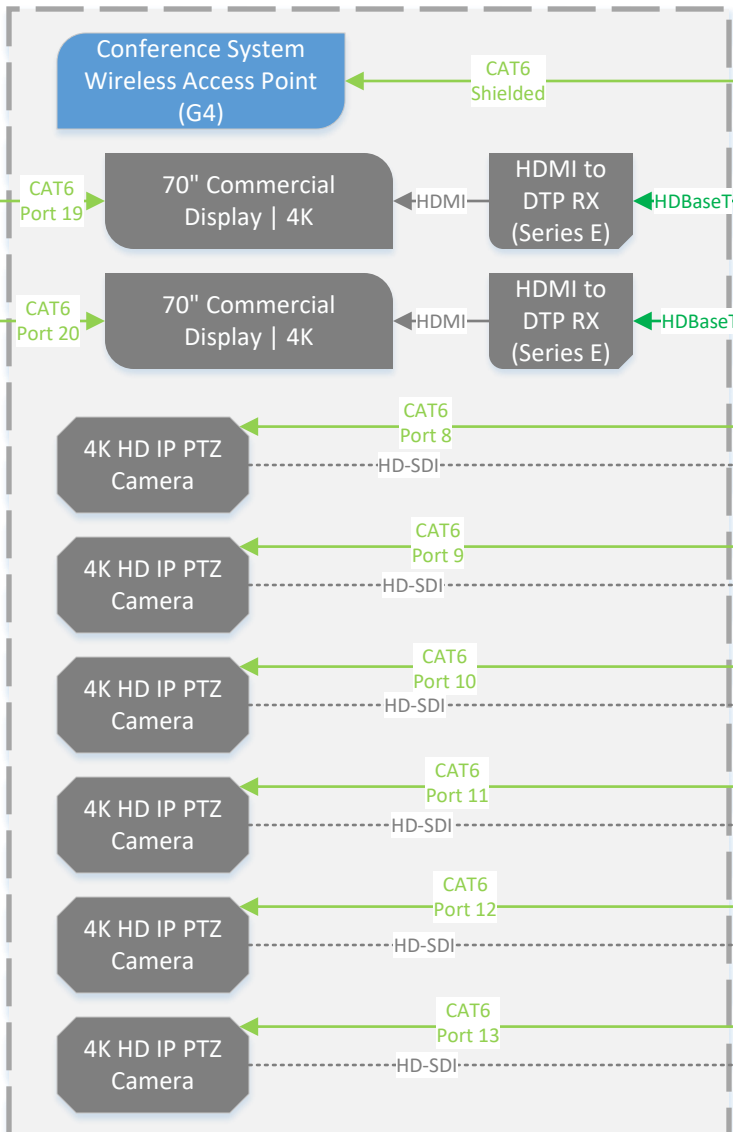 Conference System
Wireless Access Point
(G4)
CAT6
Shielded
CAT6
Port 19
70" Commercial
Display | 4K
HDMI
HDMI to
DTP RX
(Series E)
HDBaseT
CAT6
Port 20
70" Commercial
Display | 4K
HDMI
HDMI to
DTP RX
(Series E)
HDBaseT
4K HD IP PTZ
Camera
CAT6
Port 8
HD-SDI
4K HD IP PTZ
Camera
CAT6
Port 9
HD-SDI
4K HD IP PTZ
Camera
CAT6
Port 10
HD-SDI
4K HD IP PTZ
Camera
CAT6
Port 11
HD-SDI
4K HD IP PTZ
Camera
CAT6
Port 12
HD-SDI
4K HD IP PTZ
Camera
CAT6
Port 13
HD-SDI